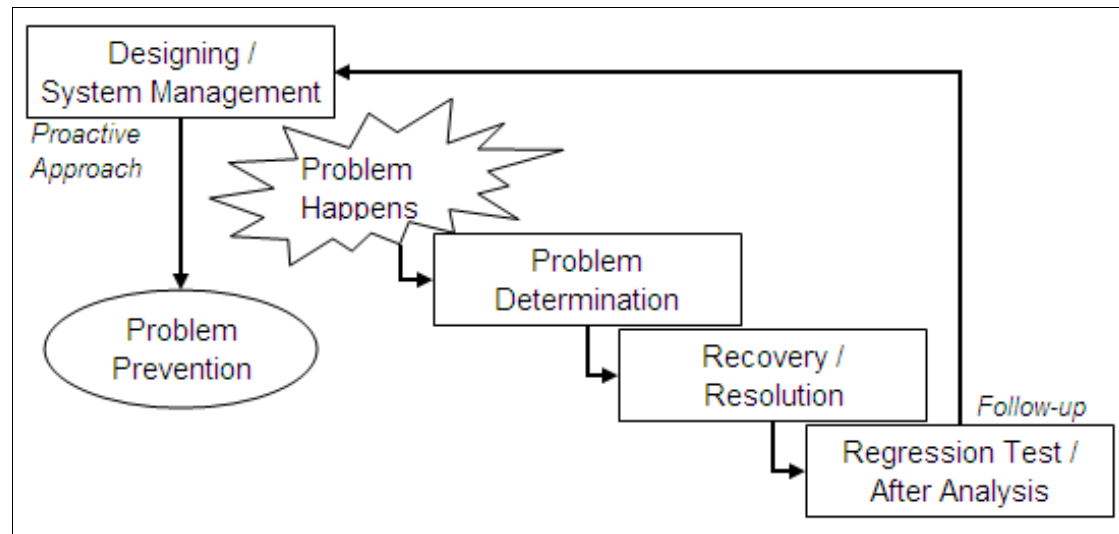 Designing /
System Management
Proactive
Approach
Problem
Happens
Problem
Determination
Problem
Prevention
Recovery /
Resolution
Follow-up
Regression Test /
After Analysis